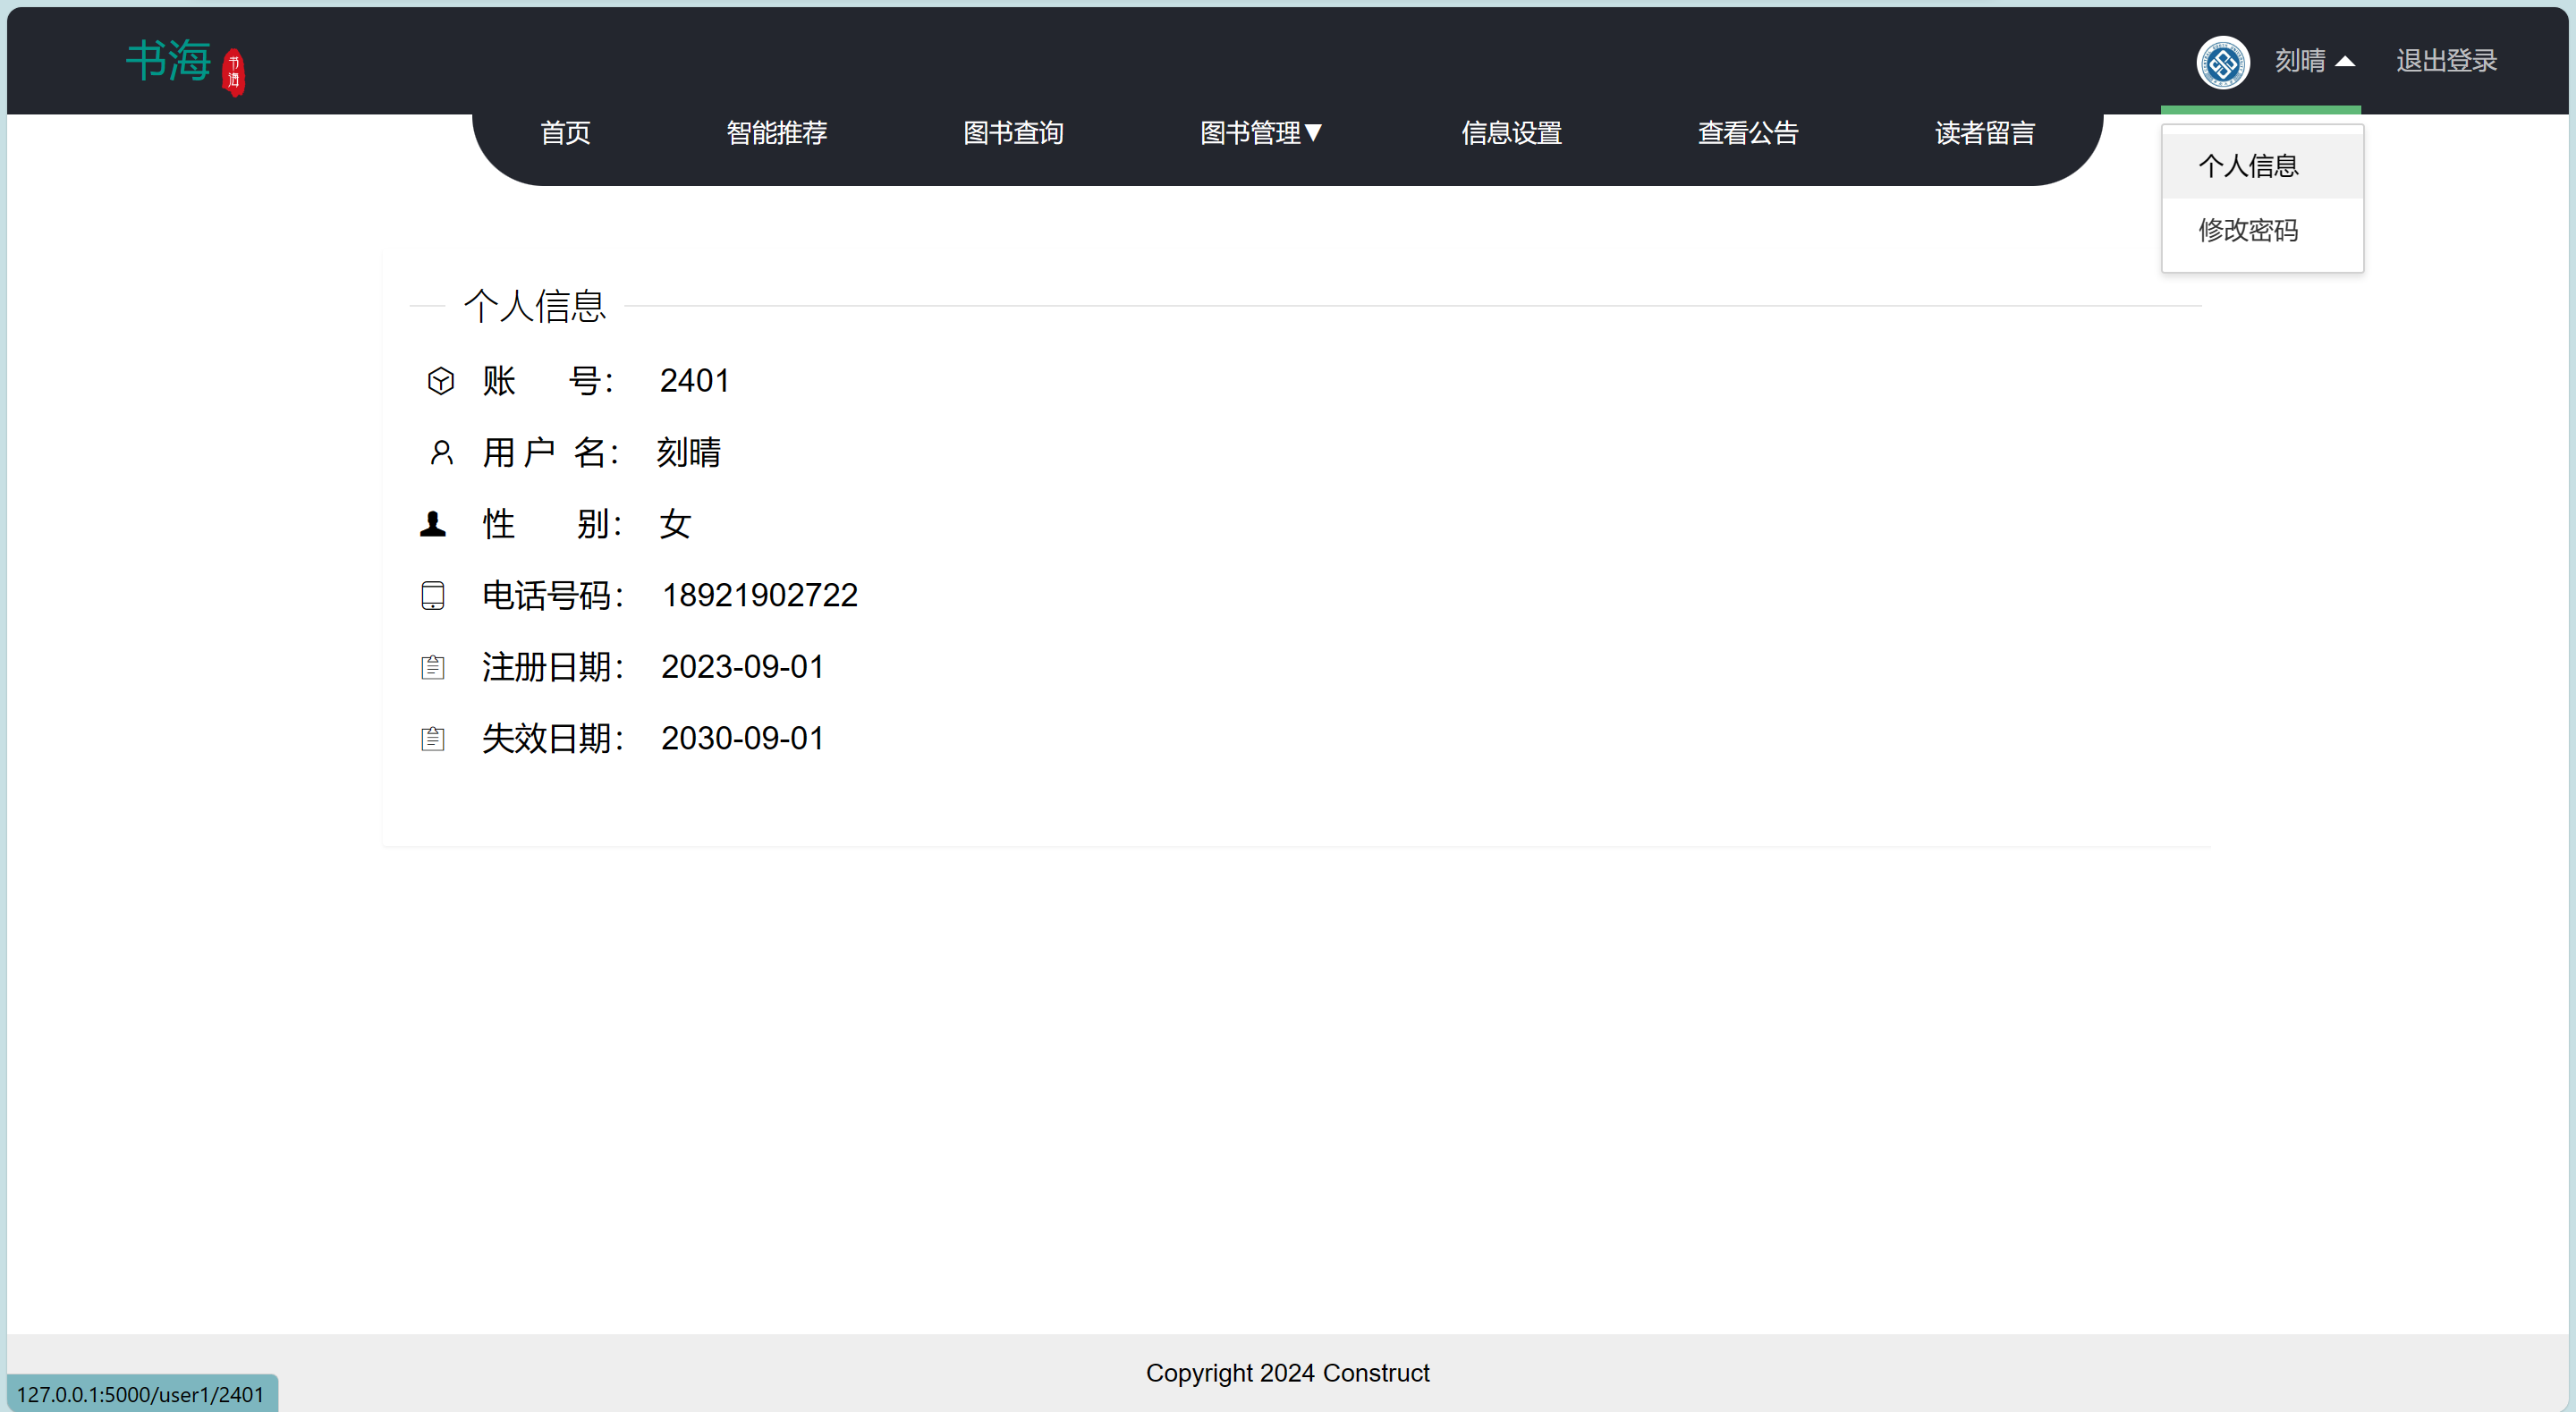 书海
书海
刻晴
退出登录
首页
智能推荐
图书查询
图书管理▼
信息设置
查看公告
读者留言
个人信息
修改密码
个人信息
账 号： 2401
用 户 名： 刻晴
性 别： 女
电话号码： 18921902722
注册日期： 2023-09-01
失效日期： 2030-09-01
Copyright 2024 Construct
127.0.0.1:5000/user1/2401